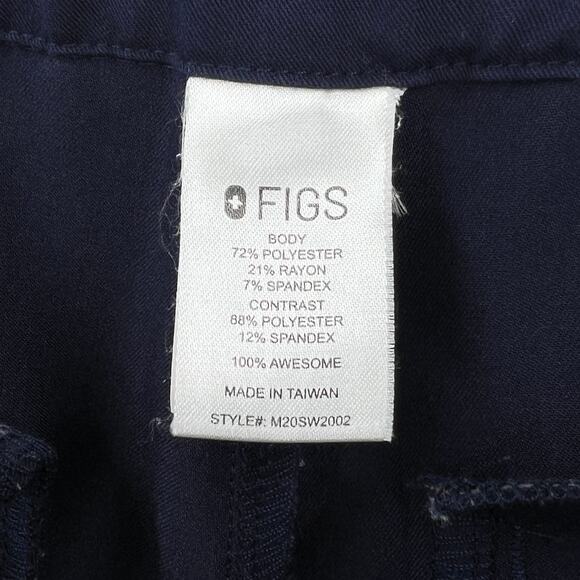 FIGS
BODY
72% POLYESTER
21% RAYON
7% SPANDEX
CONTRAST
88% POLYESTER
12% SPANDEX
100% AWESOME
MADE IN TAIWAN
STYLE#: M20SW2002